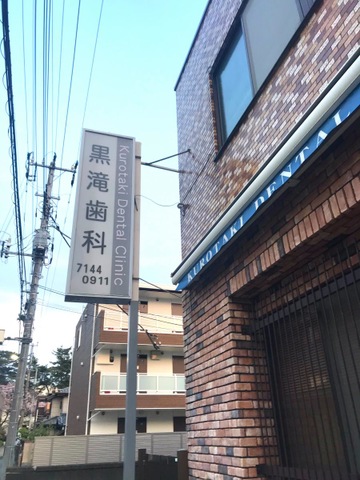 黒滝歯科
Kurotaki Dental Clinic
7144
0911
KUROTAKI DENTAL